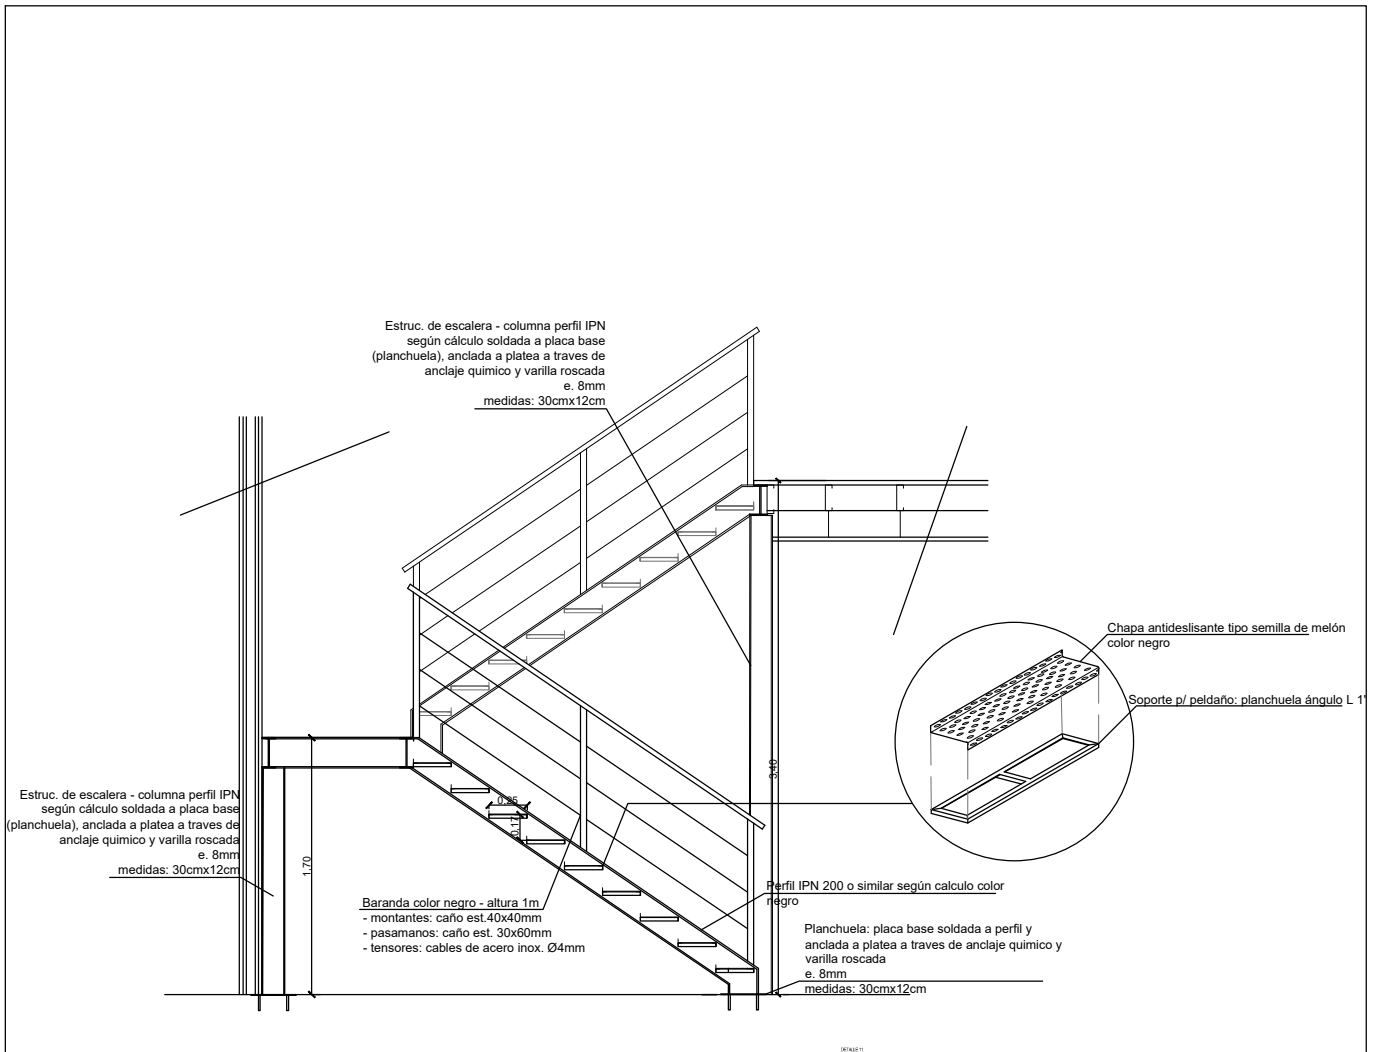 Estruc. de escalera - columna perfil IPN
según cálculo soldada a placa base
(planchuela), anclada a platea a traves de
anclaje quimico y varilla roscada
e. 8mm
medidas: 30cmx12cm
Chapa antideslisante tipo semilla de melón
color negro
Soporte p/ peldaño: planchuela ángulo L 1"
3,40
Estruc. de escalera - columna perfil IPN
según cálculo soldada a placa base
(planchuela), anclada a platea a traves de
anclaje quimico y varilla roscada
e. 8mm
medidas: 30cmx12cm
1,70
0,25
0,17
Baranda color negro - altura 1m
- montantes: caño est.40x40mm
- pasamanos: caño est. 30x60mm
- tensores: cables de acero inox. Ø4mm
Perfil IPN 200 o similar según calculo color
negro
Planchuela: placa base soldada a perfil y
anclada a platea a traves de anclaje quimico y
varilla roscada
e. 8mm
medidas: 30cmx12cm
DETALLE 11